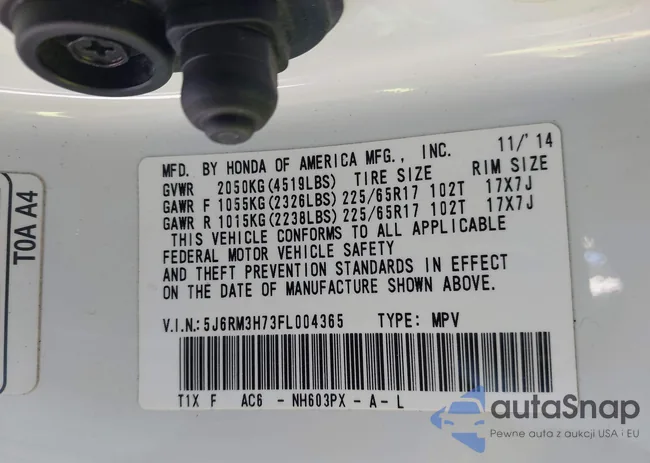 T0A A4
MFD. BY HONDA OF AMERICA MFG., INC. 11/'14
GVWR 2050KG(4519LBS) TIRE SIZE RIM SIZE
GAWR F 1055KG(2326LBS) 225/65R17 102T 17X7J
GAWR R 1015KG(2238LBS) 225/65R17 102T 17X7J
THIS VEHICLE CONFORMS TO ALL APPLICABLE
FEDERAL MOTOR VEHICLE SAFETY
AND THEFT PREVENTION STANDARDS IN EFFECT
ON THE DATE OF MANUFACTURE SHOWN ABOVE.
V.I.N.:5J6RM3H73FL004365 TYPE: MPV
T1X F AC6 - NH603PX - A - L
autaSnap
Pewne auta z aukcji USA i EU